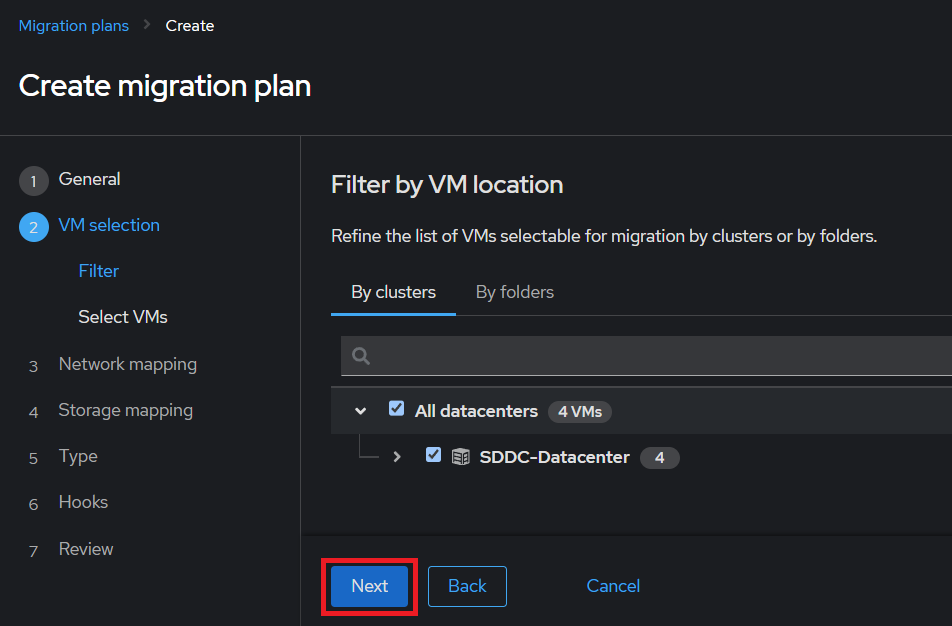 Migration plans > Create
Create migration plan
1 General
2 VM selection
Filter
Select VMs
3 Network mapping
4 Storage mapping
5 Type
6 Hooks
7 Review
Filter by VM location
Refine the list of VMs selectable for migration by clusters or by folders.
By clusters By folders
All datacenters 4 VMs
SDDC-Datacenter 4
Next Back Cancel